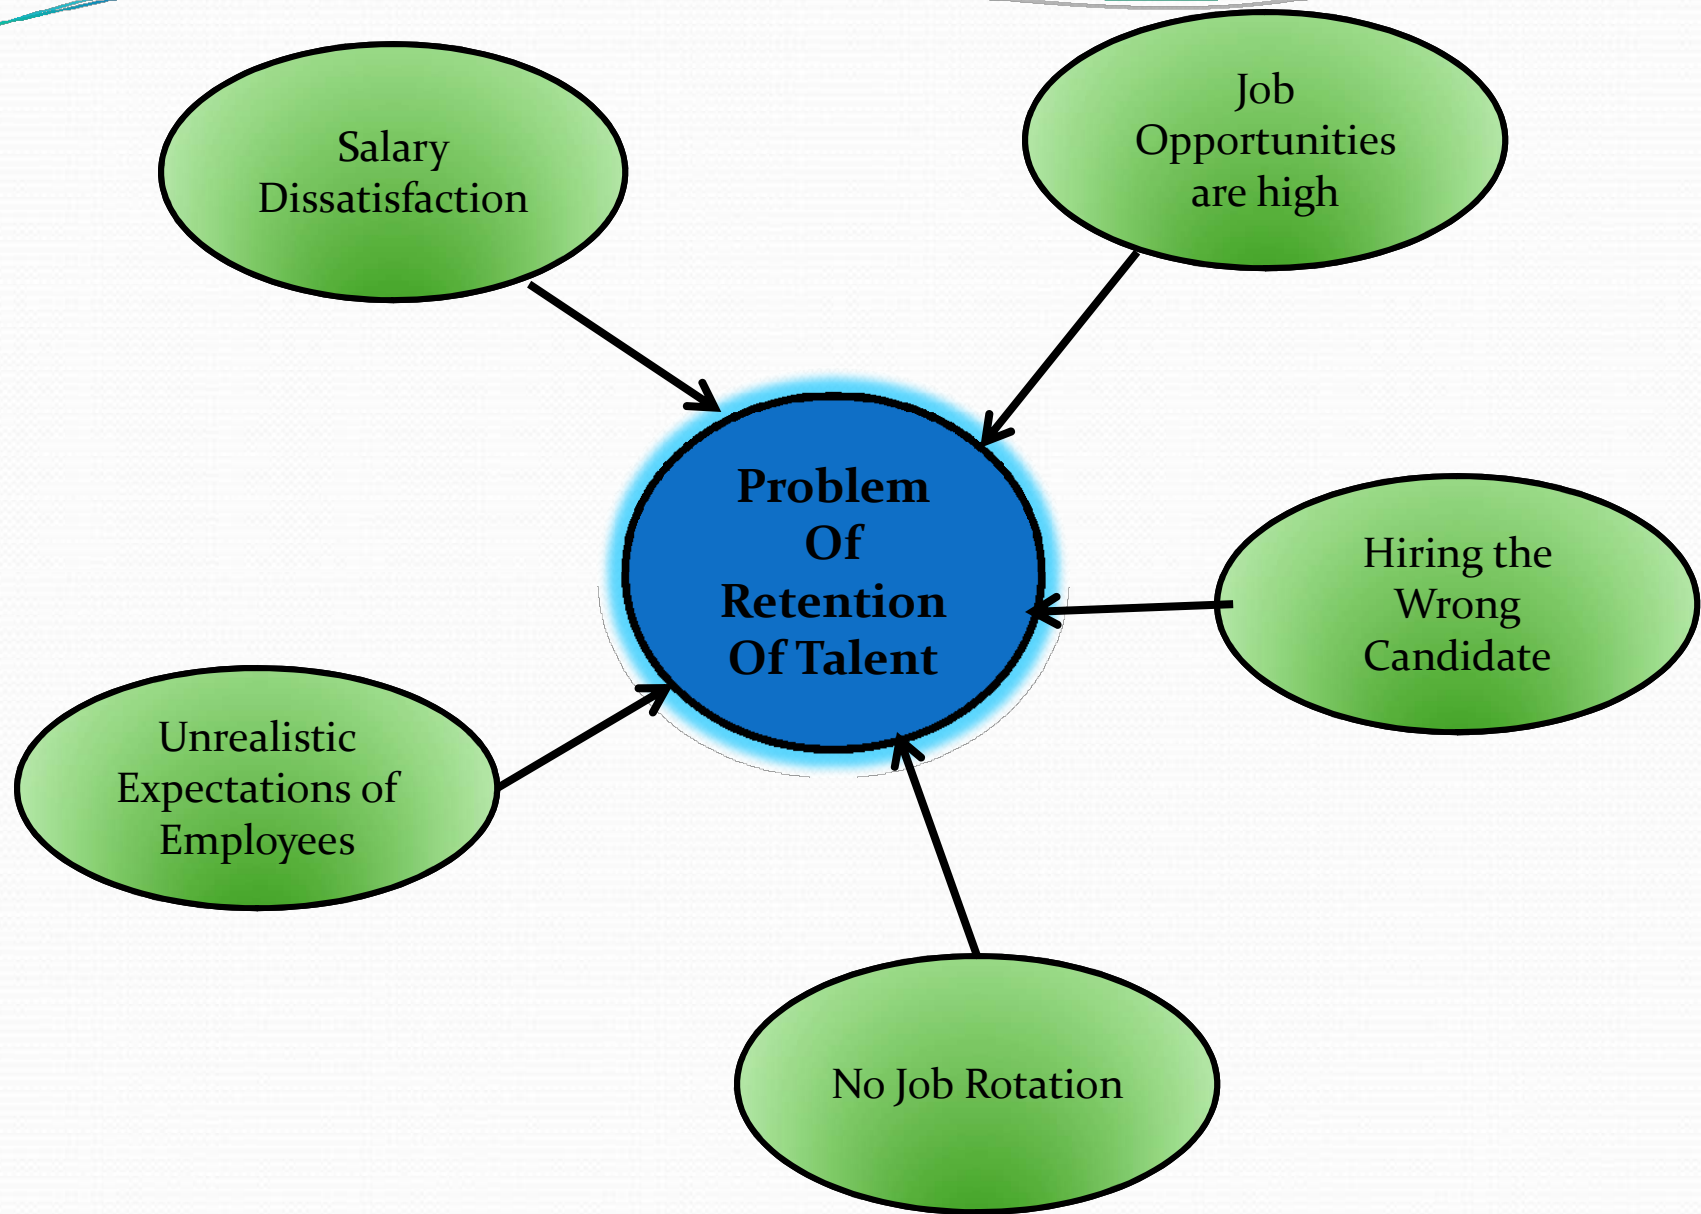 Salary
Dissatisfaction
Job
Opportunities
are high
Problem
Of
Retention
Of Talent
Hiring the
Wrong
Candidate
Unrealistic
Expectations of
Employees
No Job Rotation